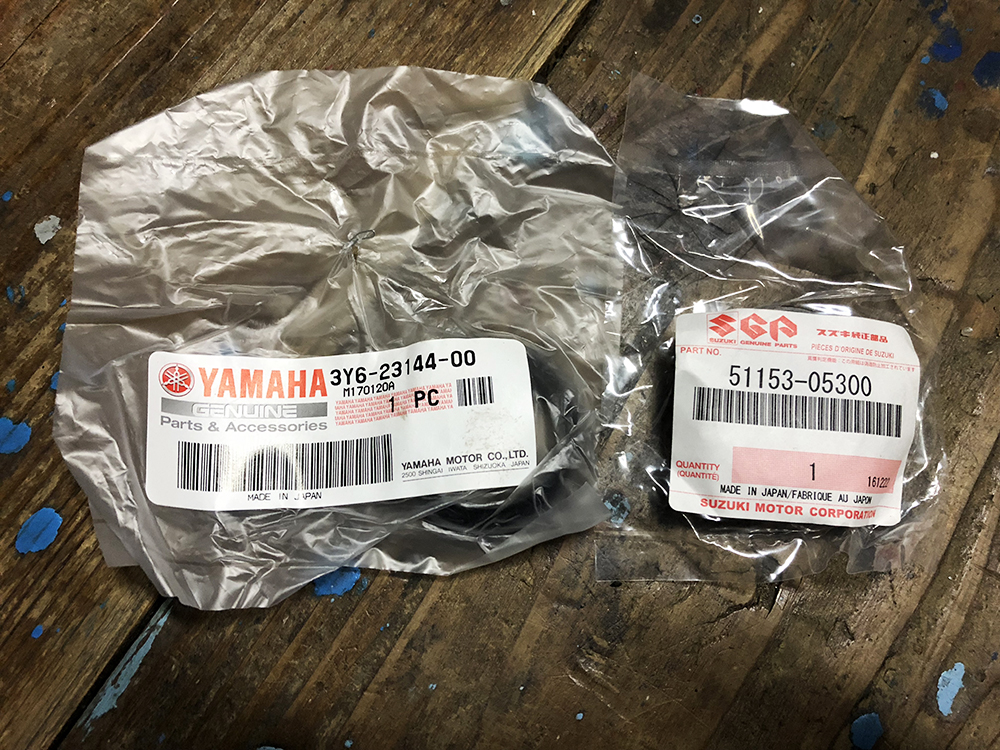 YAMAHA
GENUINE
Parts & Accessories
3Y6-23144-00
M170120A
1 PC
YAMAHA MOTOR CO., LTD.
2500 SHINGAI IWATA SHIZUOKA JAPAN
MADE IN JAPAN
SGP
SUZUKI GENUINE PARTS
スズキ純正部品
PIÈCES D'ORIGINE DE SUZUKI
PART NO.
51153-05300
QUANTITY
(QUANTITÉ)
1
MADE IN JAPAN/FABRIQUE AU JAPON
SUZUKI MOTOR CORPORATION